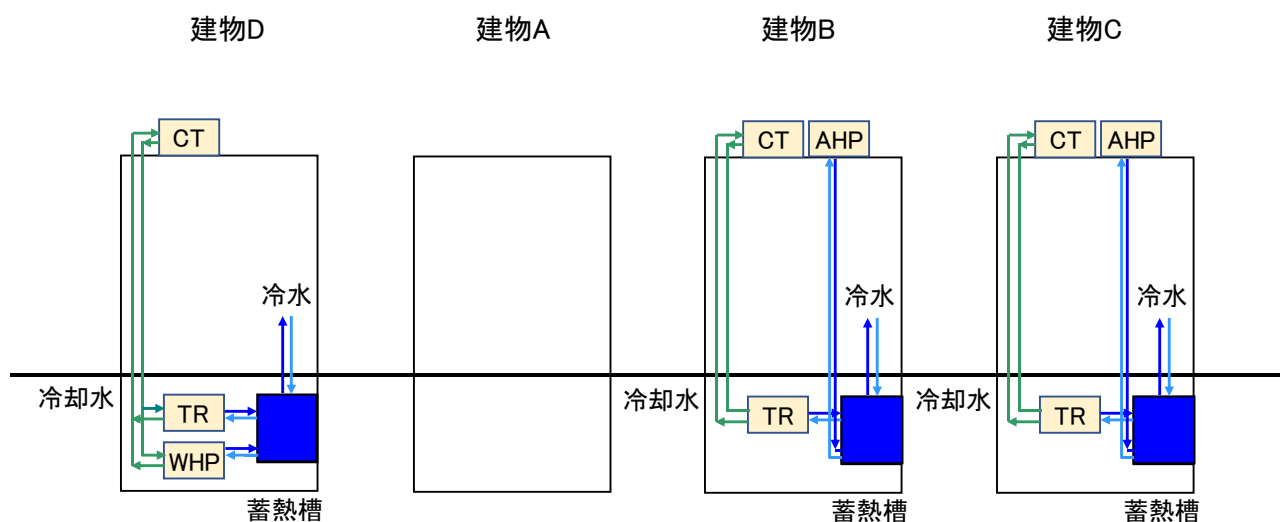 建物D 建物A 建物B 建物C
CT CT AHP CT AHP
冷水 冷水 冷水
冷却水 冷却水 冷却水
TR TR TR
WHP
蓄熱槽 蓄熱槽 蓄熱槽